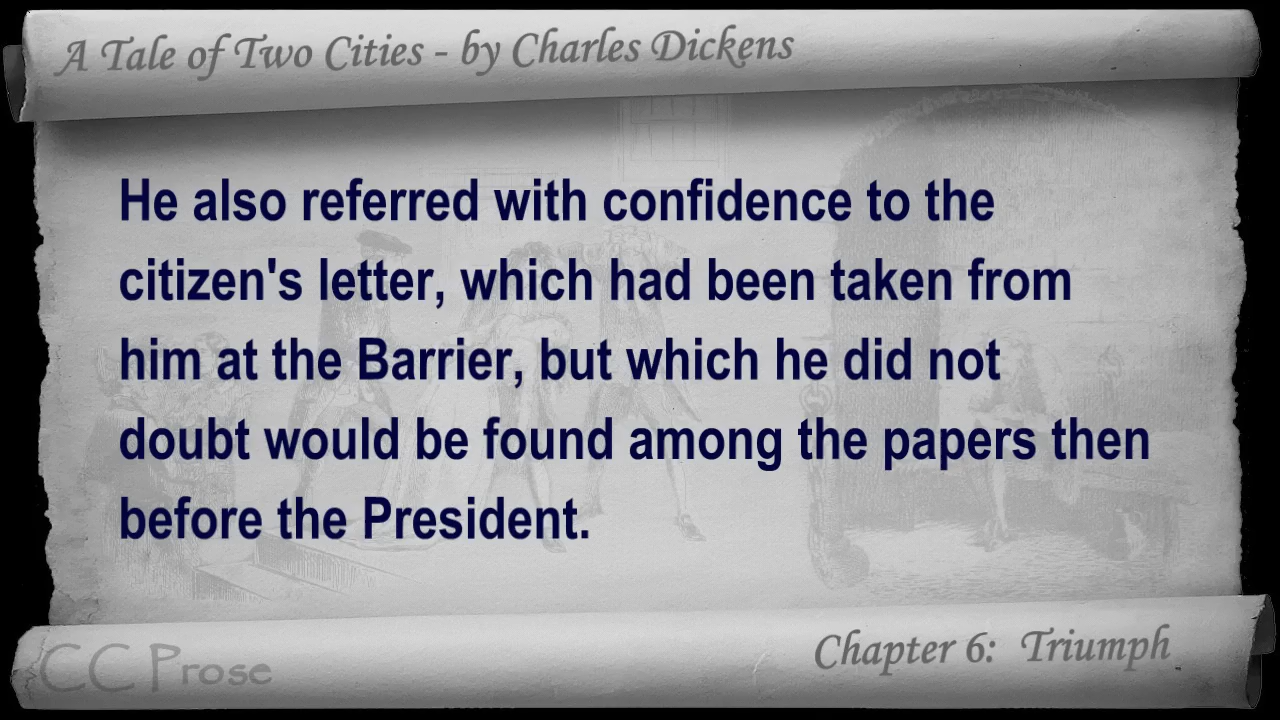 A Tale of Two Cities - by Charles Dickens
He also referred with confidence to the
citizen's letter, which had been taken from
him at the Barrier, but which he did not
doubt would be found among the papers then
before the President.
CC Prose
Chapter 6: Triumph